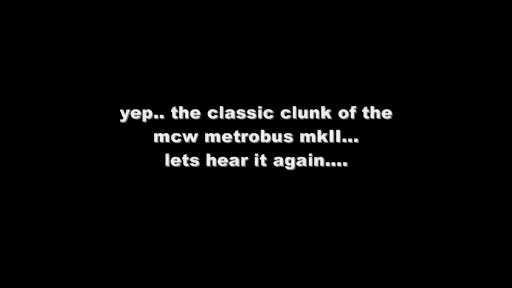 yep.. the classic clunk of the
mcw metrobus mkII...
lets hear it again....